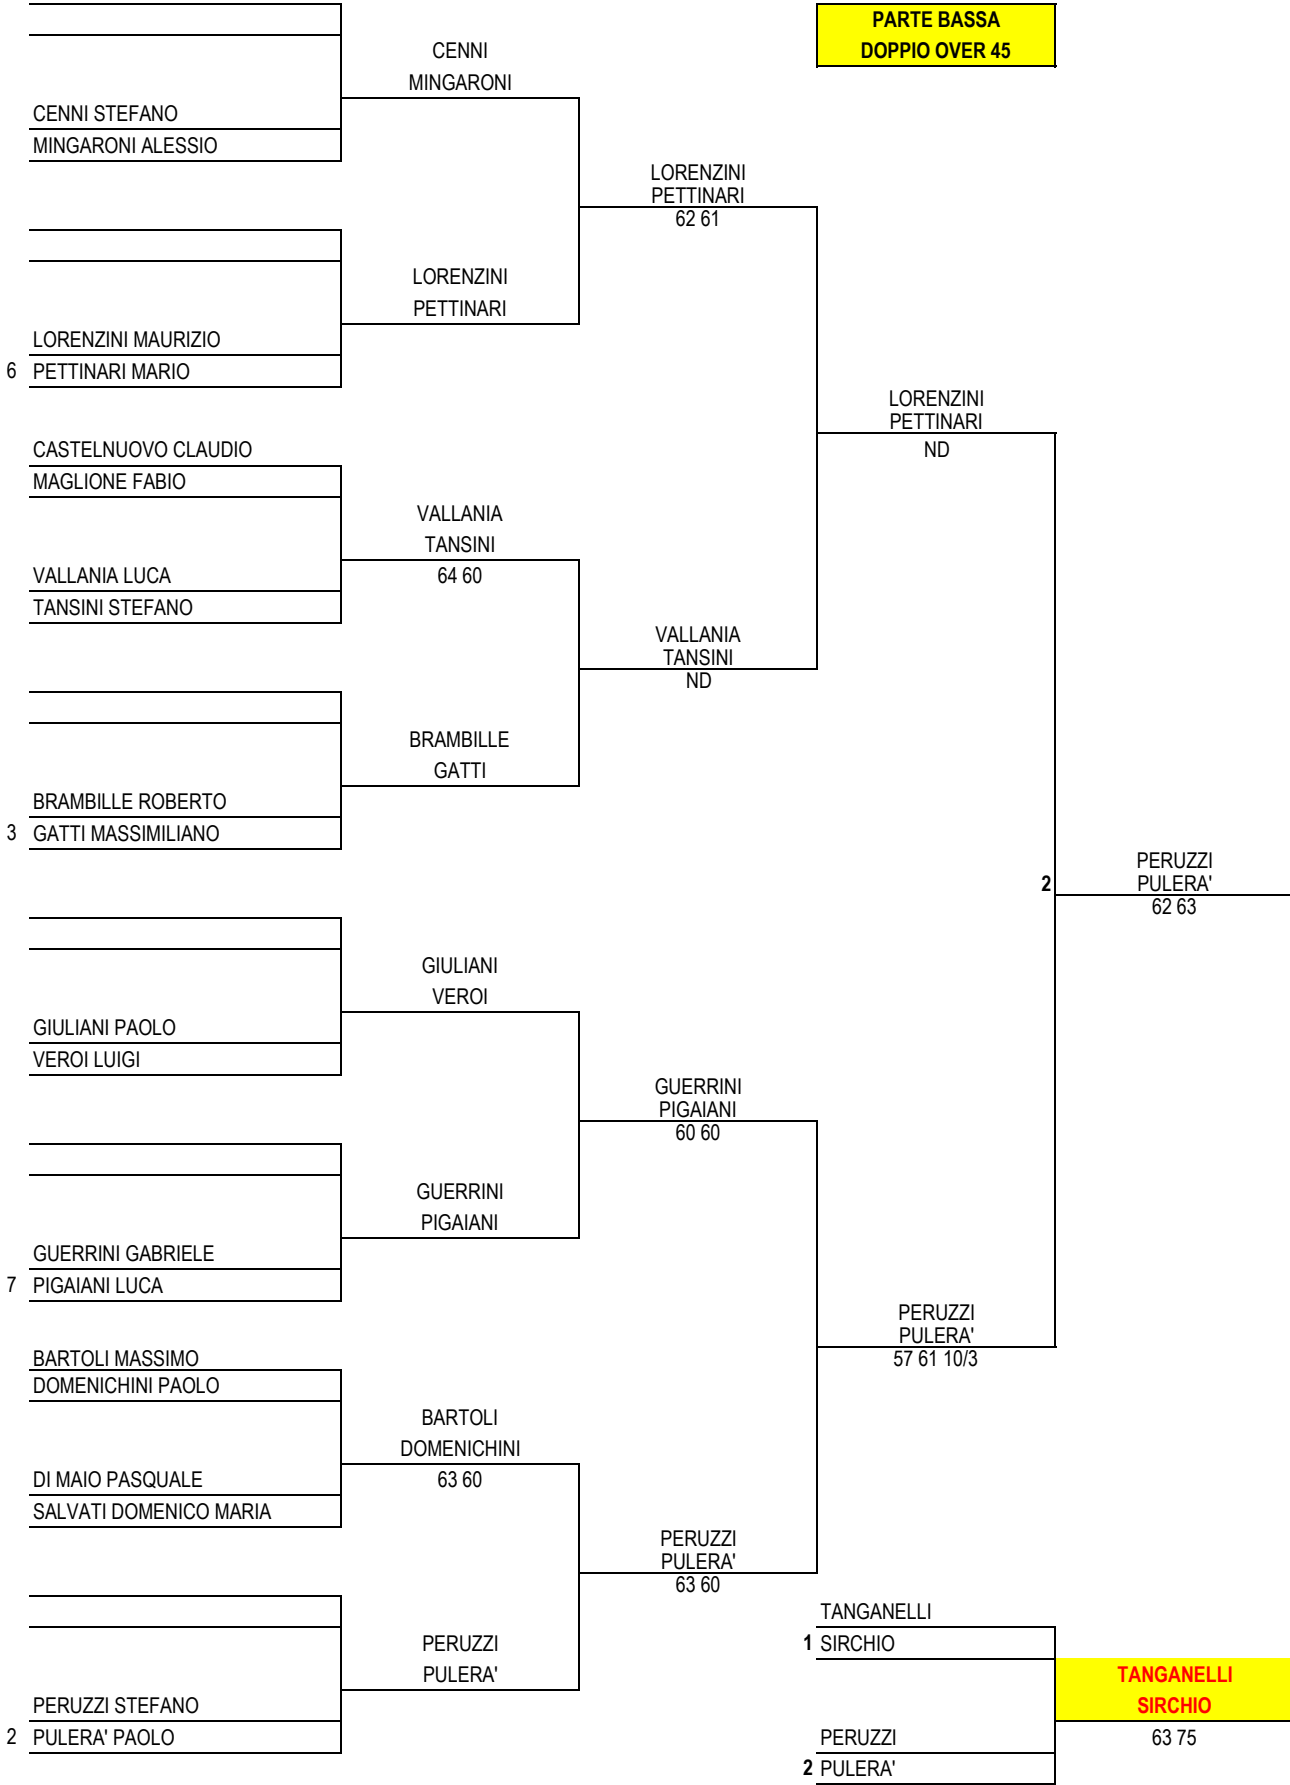 PARTE BASSA
DOPPIO OVER 45
CENNI
MINGARONI
CENNI STEFANO
MINGARONI ALESSIO
LORENZINI
PETTINARI
62 61
LORENZINI
PETTINARI
LORENZINI MAURIZIO
6 PETTINARI MARIO
LORENZINI
PETTINARI
ND
CASTELNUOVO CLAUDIO
MAGLIONE FABIO
VALLANIA
TANSINI
64 60
VALLANIA LUCA
TANSINI STEFANO
VALLANIA
TANSINI
ND
BRAMBILLE
GATTI
BRAMBILLE ROBERTO
3 GATTI MASSIMILIANO
2
PERUZZI
PULERA'
62 63
GIULIANI
VEROI
GIULIANI PAOLO
VEROI LUIGI
GUERRINI
PIGAIANI
60 60
GUERRINI
PIGAIANI
GUERRINI GABRIELE
7 PIGAIANI LUCA
PERUZZI
PULERA'
57 61 10/3
BARTOLI MASSIMO
DOMENICHINI PAOLO
BARTOLI
DOMENICHINI
63 60
DI MAIO PASQUALE
SALVATI DOMENICO MARIA
PERUZZI
PULERA'
63 60
PERUZZI
PULERA'
PERUZZI STEFANO
2 PULERA' PAOLO
TANGANELLI
1 SIRCHIO
TANGANELLI
SIRCHIO
63 75
PERUZZI
2 PULERA'